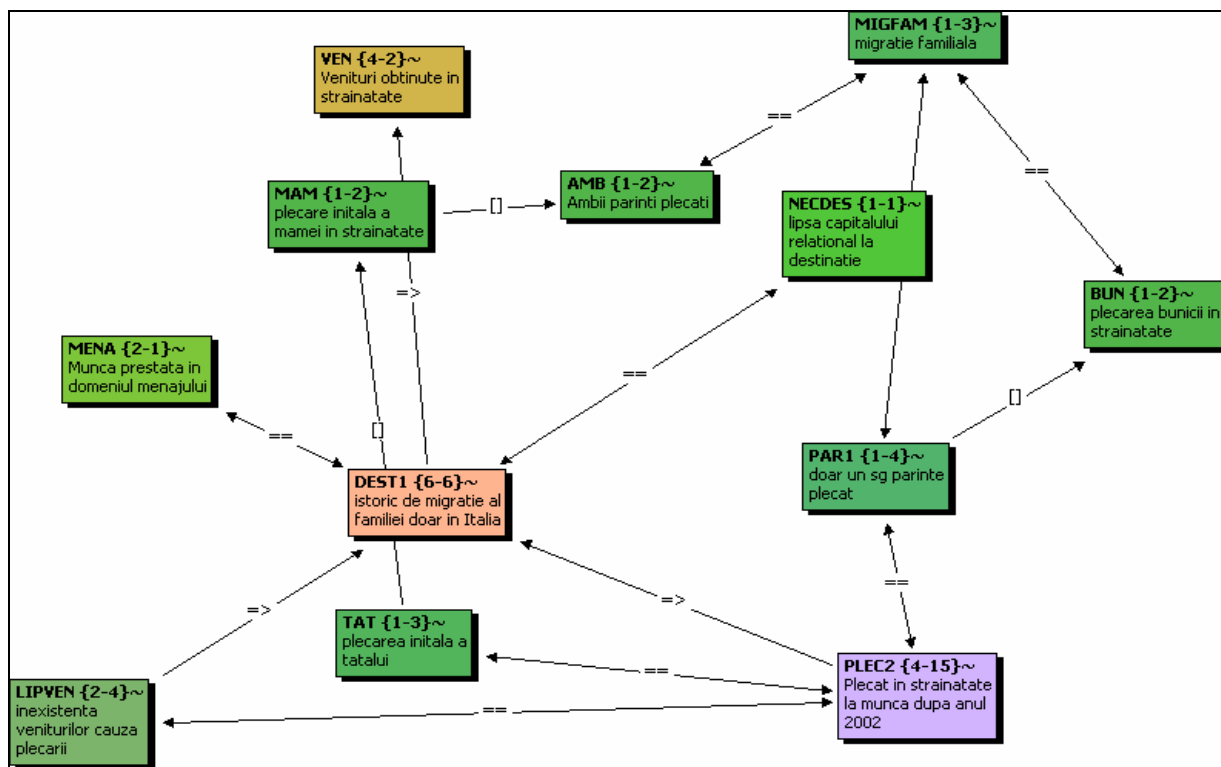 MIGFAM {1-3}~
migratie familiala
VEN {4-2}~
Venituri obtinute in
strainatate
==
==
MAM {1-2}~
plecare initala a
mamei in strainatate
[]
AMB {1-2}~
Ambii parinti plecati
NECDES {1-1}~
lipsa capitalului
relational la
destinatie
=>
BUN {1-2}~
plecarea bunicii in
strainatate
MENA {2-1}~
Munca prestata in
domeniul menajului
==
[]
==
[]
DEST1 {6-6}~
istoric de migratie al
familiei doar in Italia
PAR1 {1-4}~
doar un sg parinte
plecat
==
=>
=>
TAT {1-3}~
plecarea initala a
tatalui
==
PLEC2 {4-15}~
Plecat in strainatate
la munca dupa anul
2002
LIPVEN {2-4}~
inexistenta
veniturilor cauza
plecarii
==